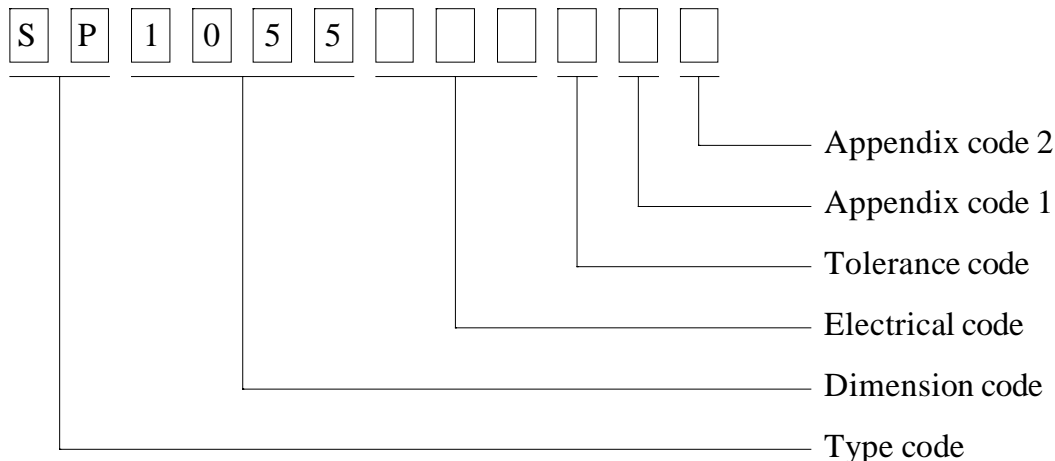 S P 1 0 5 5
Appendix code 2
Appendix code 1
Tolerance code
Electrical code
Dimension code
Type code